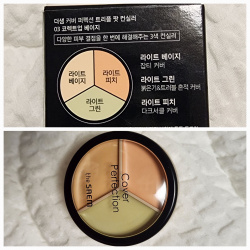 더샘 커버 퍼펙션 트리플 팟 컨실러
03 코렉트업 베이지
다양한 피부 결점을 한 번에 해결해주는 3색 컨실러
라이트 베이지
라이트 피치
라이트 그린
라이트 베이지
잡티 커버
라이트 그린
붉은기&트러블 흔적 커버
라이트 피치
다크서클 커버
Cover
Perfection
the SAEM